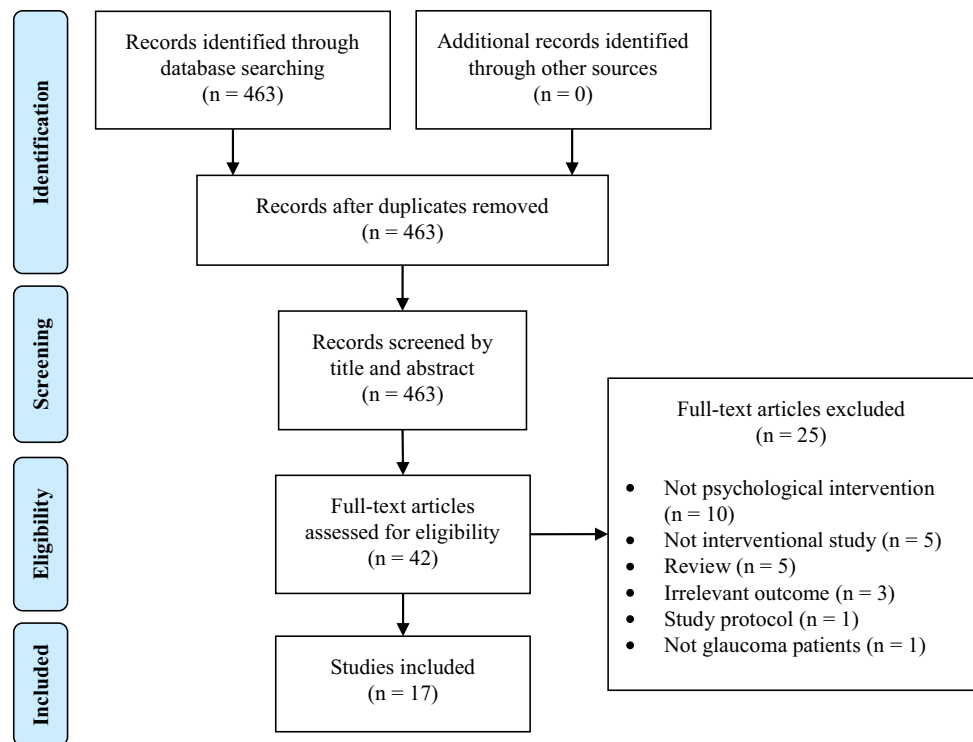 Identification
Records identified through
database searching
(n = 463)
Additional records identified
through other sources
(n = 0)
Records after duplicates removed
(n = 463)
Screening
Records screened by
title and abstract
(n = 463)
Eligibility
Full-text articles
assessed for eligibility
(n = 42)
Full-text articles excluded
(n = 25)
• Not psychological intervention
(n = 10)
• Not interventional study (n = 5)
• Review (n = 5)
• Irrelevant outcome (n = 3)
• Study protocol (n = 1)
• Not glaucoma patients (n = 1)
Included
Studies included
(n = 17)